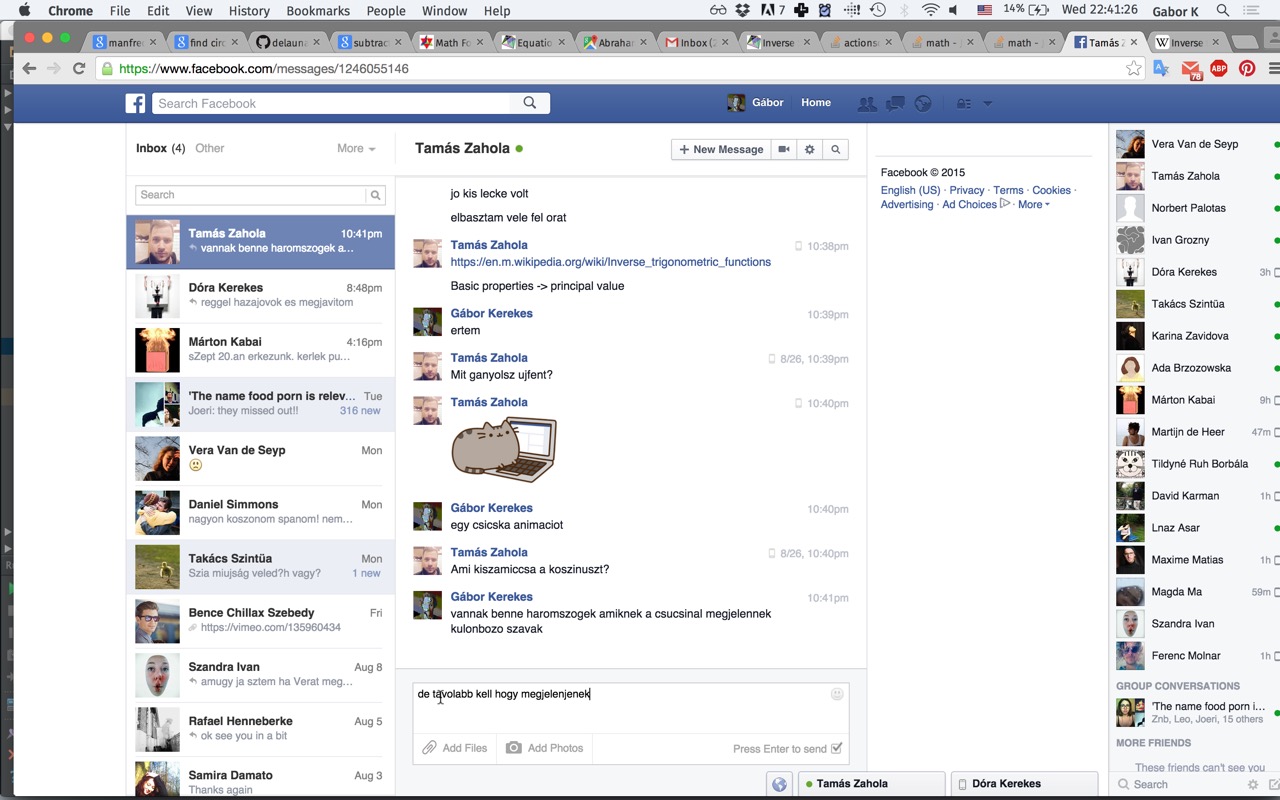 Chrome File Edit View History Bookmarks People Window Help
7 14% Wed 22:41:26 Gabor K
manfre find cir delaun subtrac Math Fo Equatio Abrahar Inbox (2 Inverse actions math - math - Tamás Z Inverse
https://www.facebook.com/messages/1246055146
ABP
78
Search Facebook
Gábor Home
Inbox (4) Other More
Search
Tamás Zahola 10:41pm
vannak benne haromszogek a...
Dóra Kerekes 8:48pm
reggel hazajovok es megjavitom
Márton Kabai 4:16pm
sZept 20.an erkezunk. kerlek pu...
'The name food porn is relev... Tue
Joeri: they missed out!! 316 new
Vera Van de Seyp Mon
Daniel Simmons Mon
nagyon koszonom spanom! nem...
Takács Szintüa Mon
Szia miujság veled?h vagy? 1 new
Bence Chillax Szebedy Fri
https://vimeo.com/135960434
Szandra Ivan Aug 8
amugy ja sztem ha Verat meg...
Rafael Henneberke Aug 5
ok see you in a bit
Samira Damato Aug 3
Thanks again
Tamás Zahola
New Message
jo kis lecke volt
elbasztam vele fel orat
Tamás Zahola 10:38pm
https://en.m.wikipedia.org/wiki/Inverse_trigonometric_functions
Basic properties -> principal value
Gábor Kerekes 10:39pm
ertem
Tamás Zahola 8/26, 10:39pm
Mit ganyolsz ujfent?
Tamás Zahola 10:40pm
Gábor Kerekes 10:40pm
egy csicska animaciot
Tamás Zahola 8/26, 10:40pm
Ami kiszamiccsa a koszinuszt?
Gábor Kerekes 10:41pm
vannak benne haromszogek amiknek a csucsinal megjelennek
kulonbozo szavak
de távolabb kell hogy megjelenjenek
Add Files Add Photos Press Enter to send
Facebook © 2015
English (US) · Privacy · Terms · Cookies ·
Advertising · Ad Choices · More
Vera Van de Seyp
Tamás Zahola
Norbert Palotas
Ivan Grozny
Dóra Kerekes 3h
Takács Szintüa
Karina Zavidova
Ada Brzozowska
Márton Kabai 9h
Martijn de Heer 47m
Tildyné Ruh Borbála
David Karman 1h
Lnaz Asar
Maxime Matias 1h
Magda Ma 59m
Szandra Ivan
Ferenc Molnar 1h
GROUP CONVERSATIONS
'The name food porn i...
Znb, Leo, Joeri, 15 others
MORE FRIENDS
These friends can't see you
Search
Tamás Zahola
Dóra Kerekes